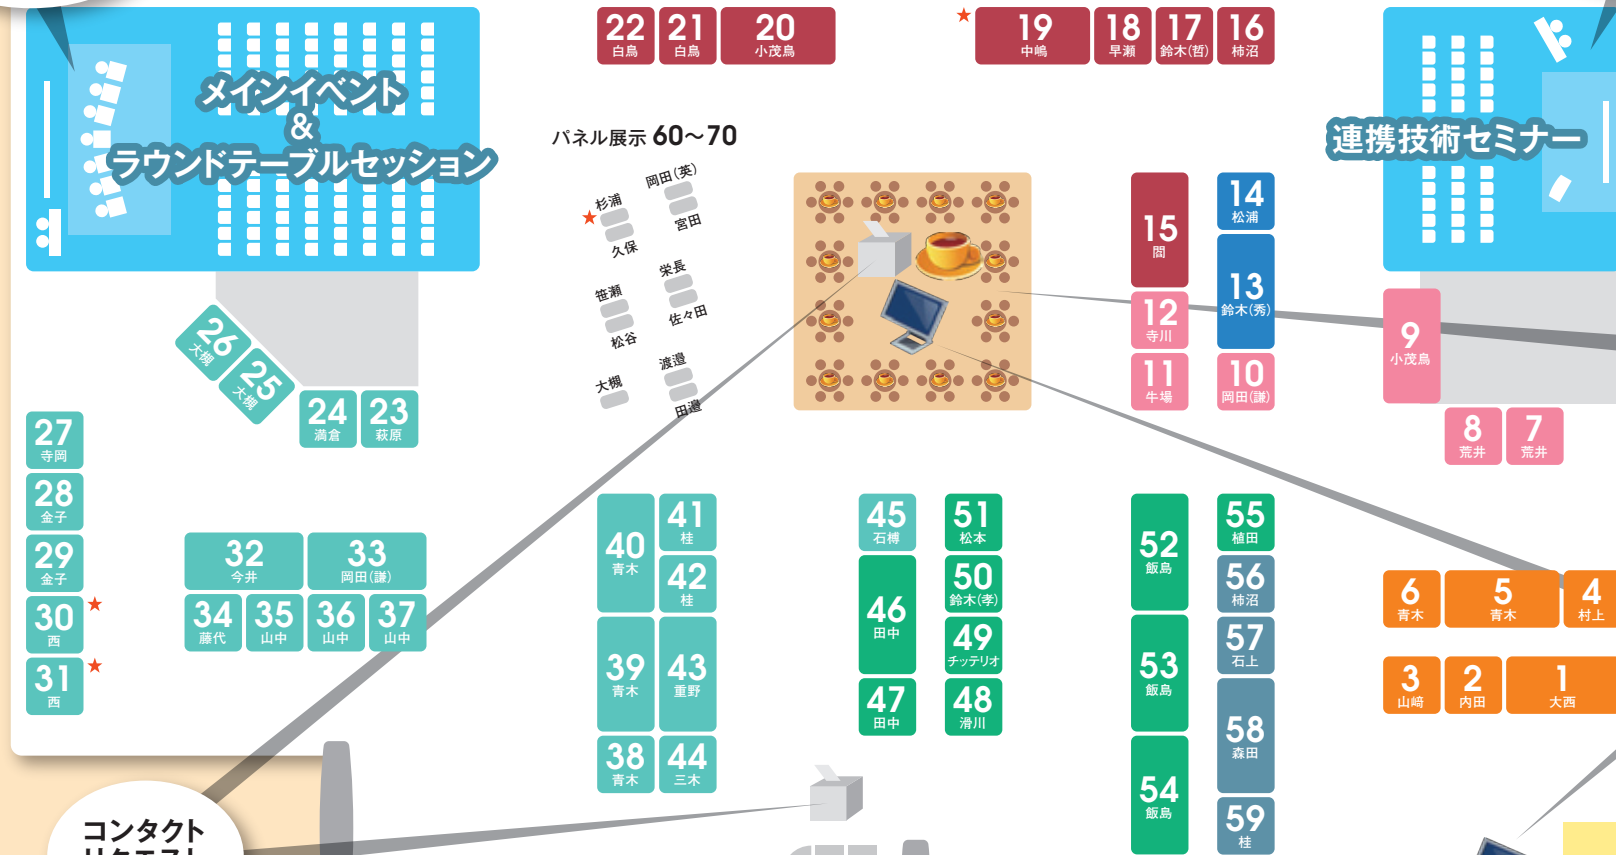 22
白鳥
21
白鳥
20
小茂鳥
★
19
中嶋
18
早瀬
17
鈴木(哲)
16
柿沼
メインイベント
&
ラウンドテーブルセッション
連携技術セミナー
パネル展示 60〜70
岡田(英)
宮田
★
杉浦
久保
栄長
佐々田
笹瀬
松谷
渡邉
田邉
大槻
15
間
14
松浦
13
鈴木(秀)
12
寺川
11
牛場
10
岡田(謙)
9
小茂鳥
8
荒井
7
荒井
26
大槻
25
大槻
24
満倉
23
萩原
27
寺岡
28
金子
29
金子
30
西
★
31
西
★
32
今井
33
岡田(謙)
34
藤代
35
山中
36
山中
37
山中
40
青木
41
桂
42
桂
39
青木
43
重野
38
青木
44
三木
45
石榑
51
松本
46
田中
50
鈴木(孝)
49
チッテリオ
47
田中
48
滑川
52
飯島
53
飯島
54
飯島
55
植田
56
柿沼
57
石上
58
森田
59
桂
6
青木
5
青木
4
村上
3
山﨑
2
内田
1
大西
コンタクト
リクエスト